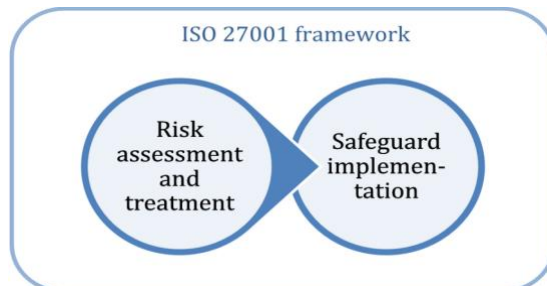 ISO 27001 framework
Risk
assessment
and
treatment
Safeguard
implemen-
tation